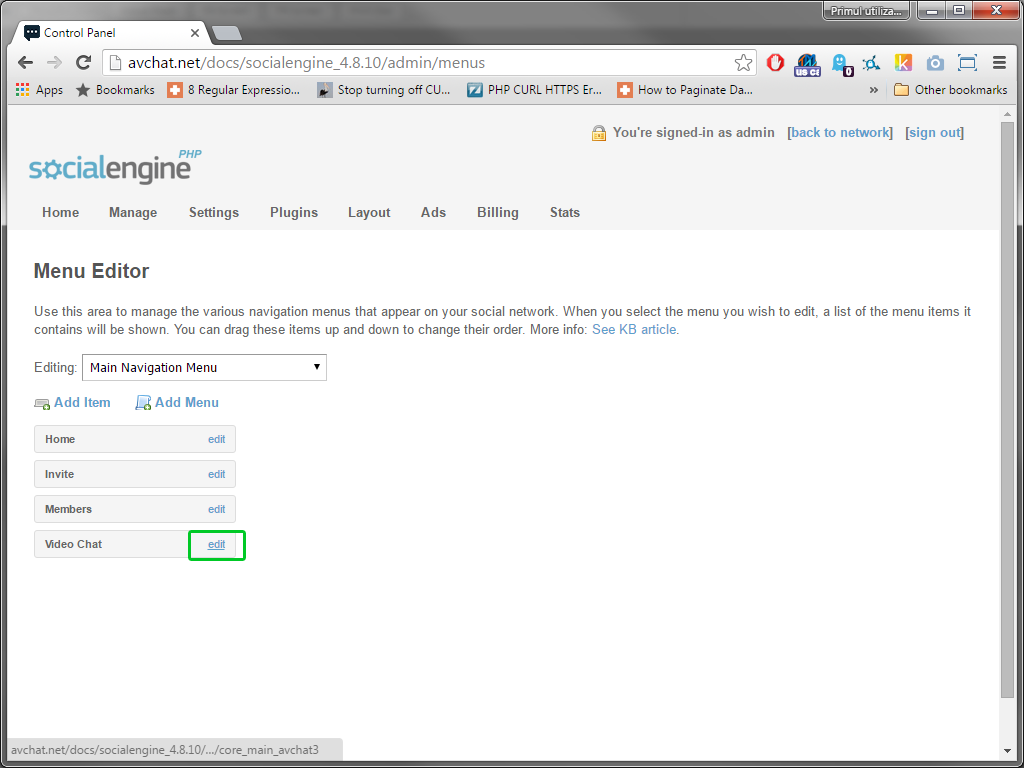 Primul utiliza...
Control Panel
avchat.net/docs/socialengine_4.8.10/admin/menus
US CE
0
K
Apps
Bookmarks
8 Regular Expressio...
Stop turning off CU...
PHP CURL HTTPS Er...
How to Paginate Da...
»
Other bookmarks
You're signed-in as admin [back to network] [sign out]
socialengine PHP
Home Manage Settings Plugins Layout Ads Billing Stats
Menu Editor
Use this area to manage the various navigation menus that appear on your social network. When you select the menu you wish to edit, a list of the menu items it
contains will be shown. You can drag these items up and down to change their order. More info: See KB article.
Editing: Main Navigation Menu
Add Item Add Menu
Home edit
Invite edit
Members edit
Video Chat edit
avchat.net/docs/socialengine_4.8.10/.../core_main_avchat3